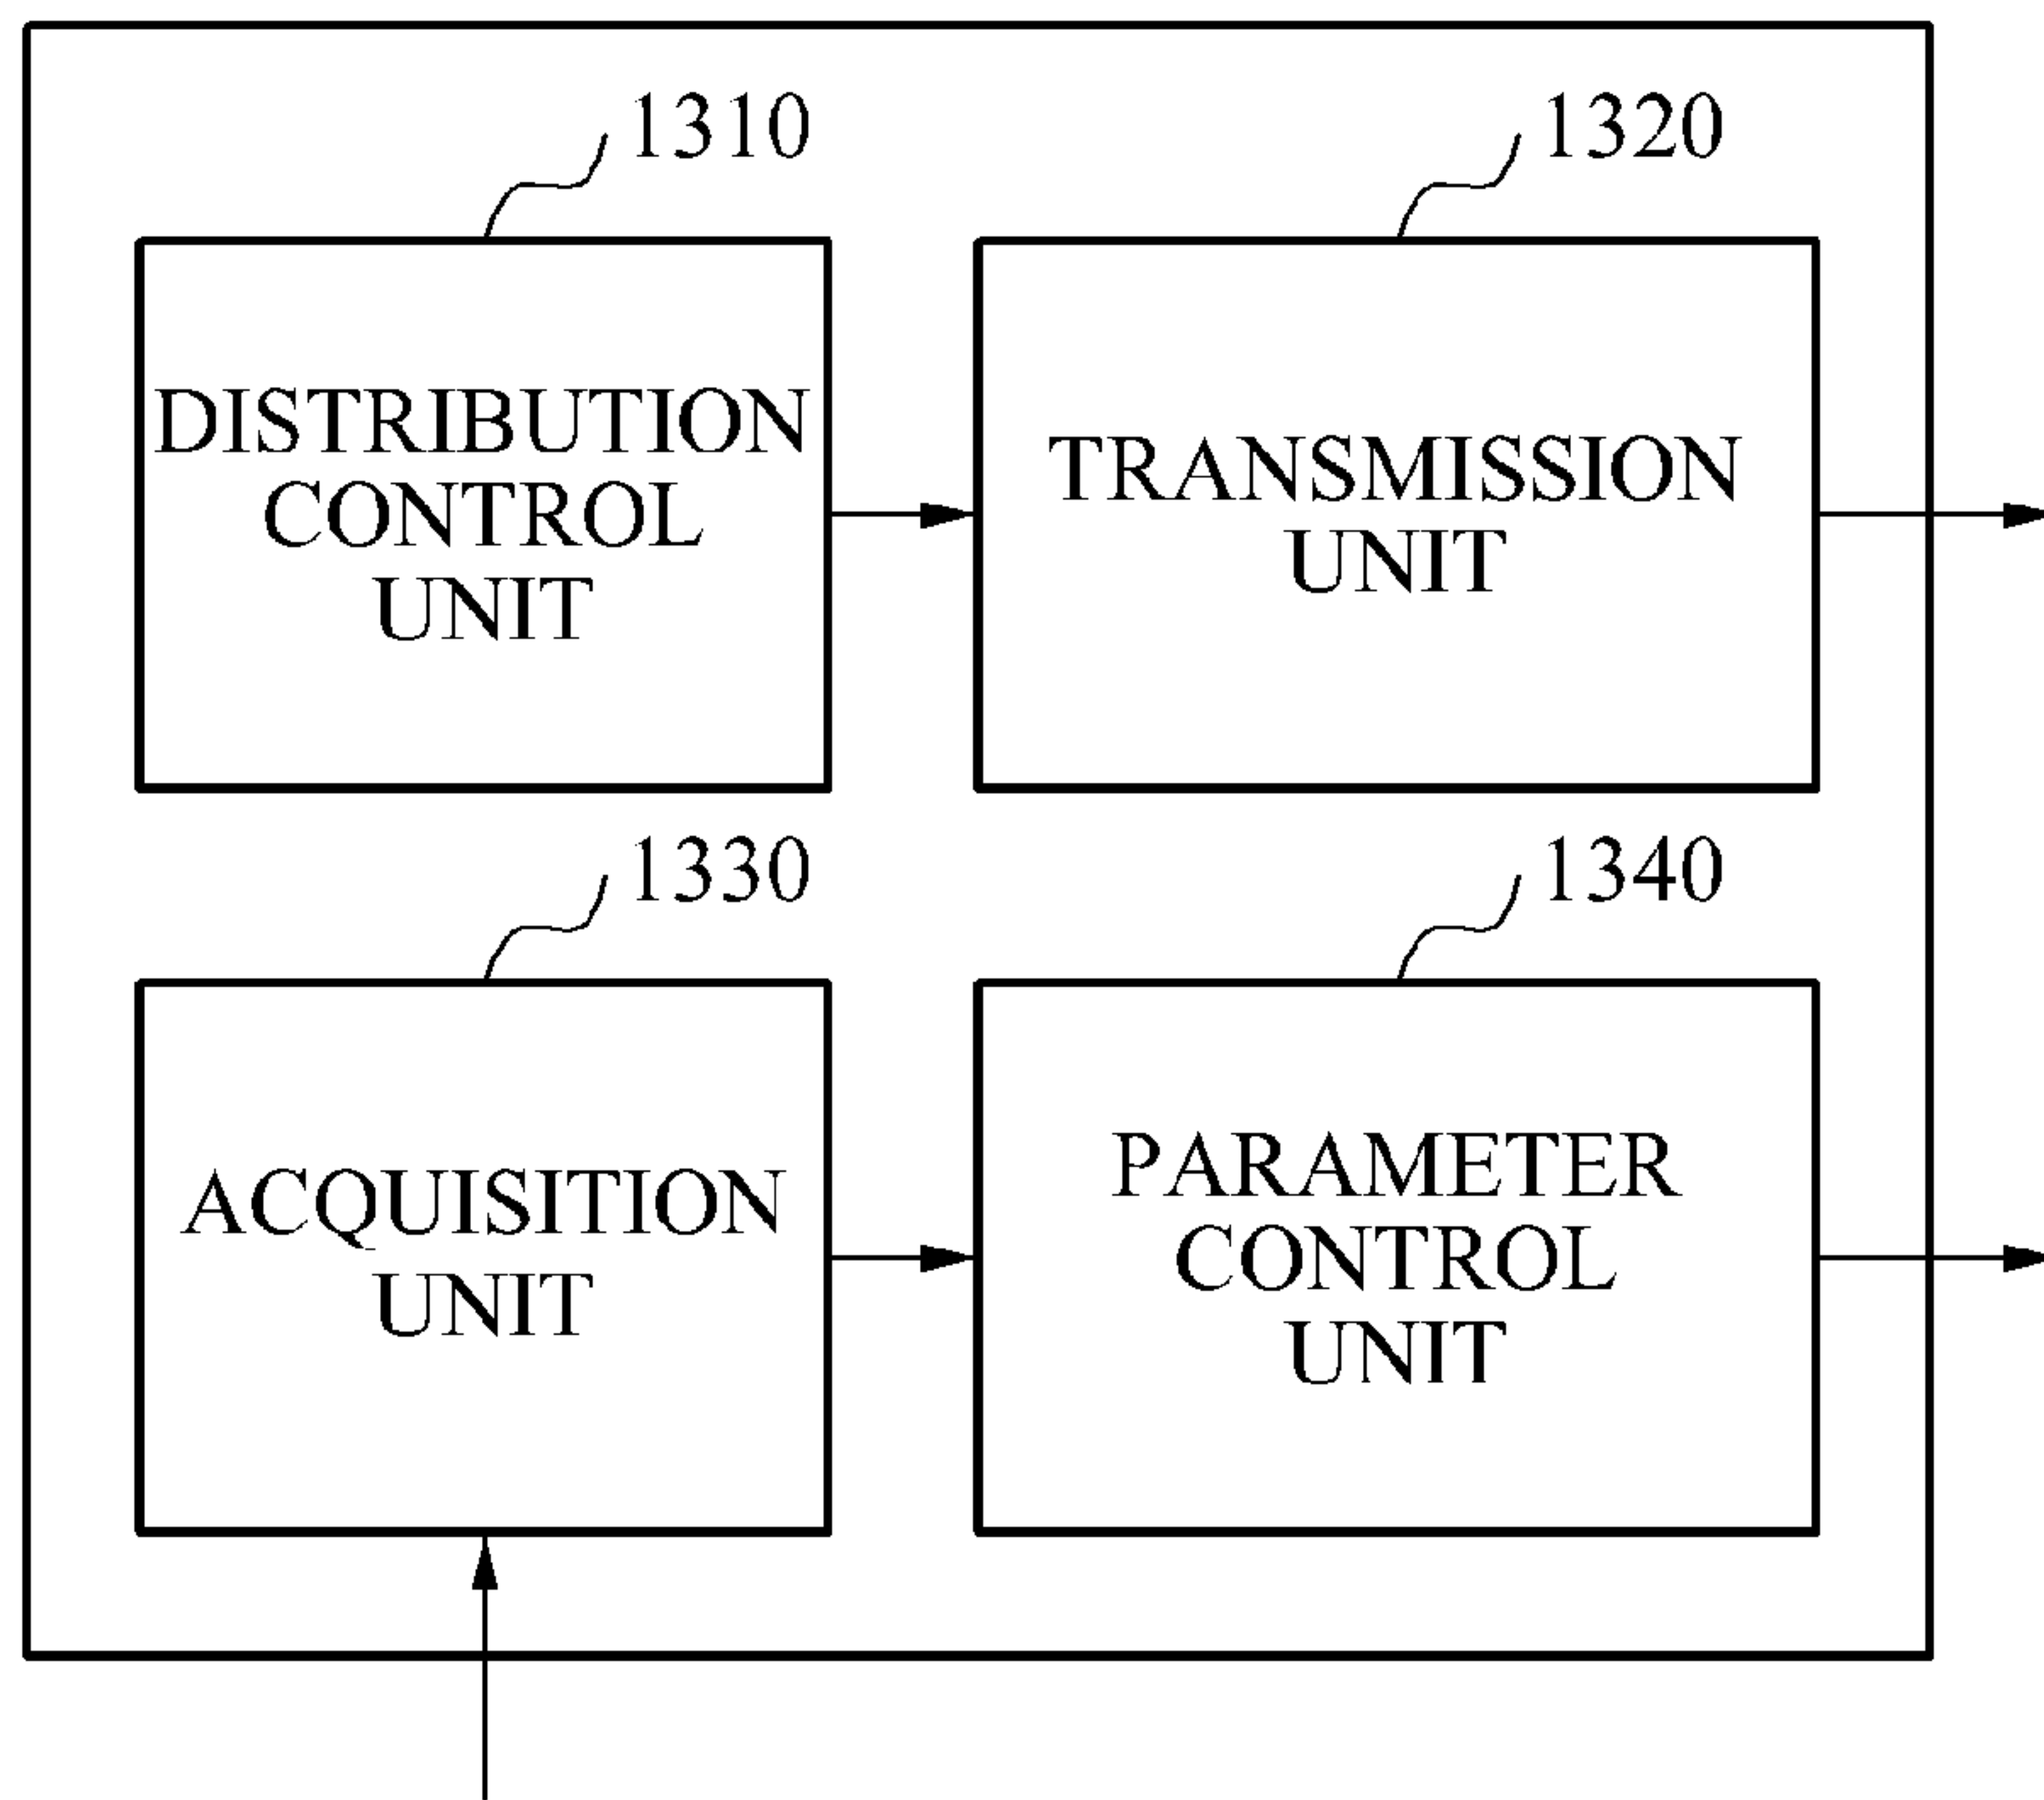 1310
1320
DISTRIBUTION
CONTROL
UNIT
TRANSMISSION
UNIT
1330
1340
ACQUISITION
UNIT
PARAMETER
CONTROL
UNIT